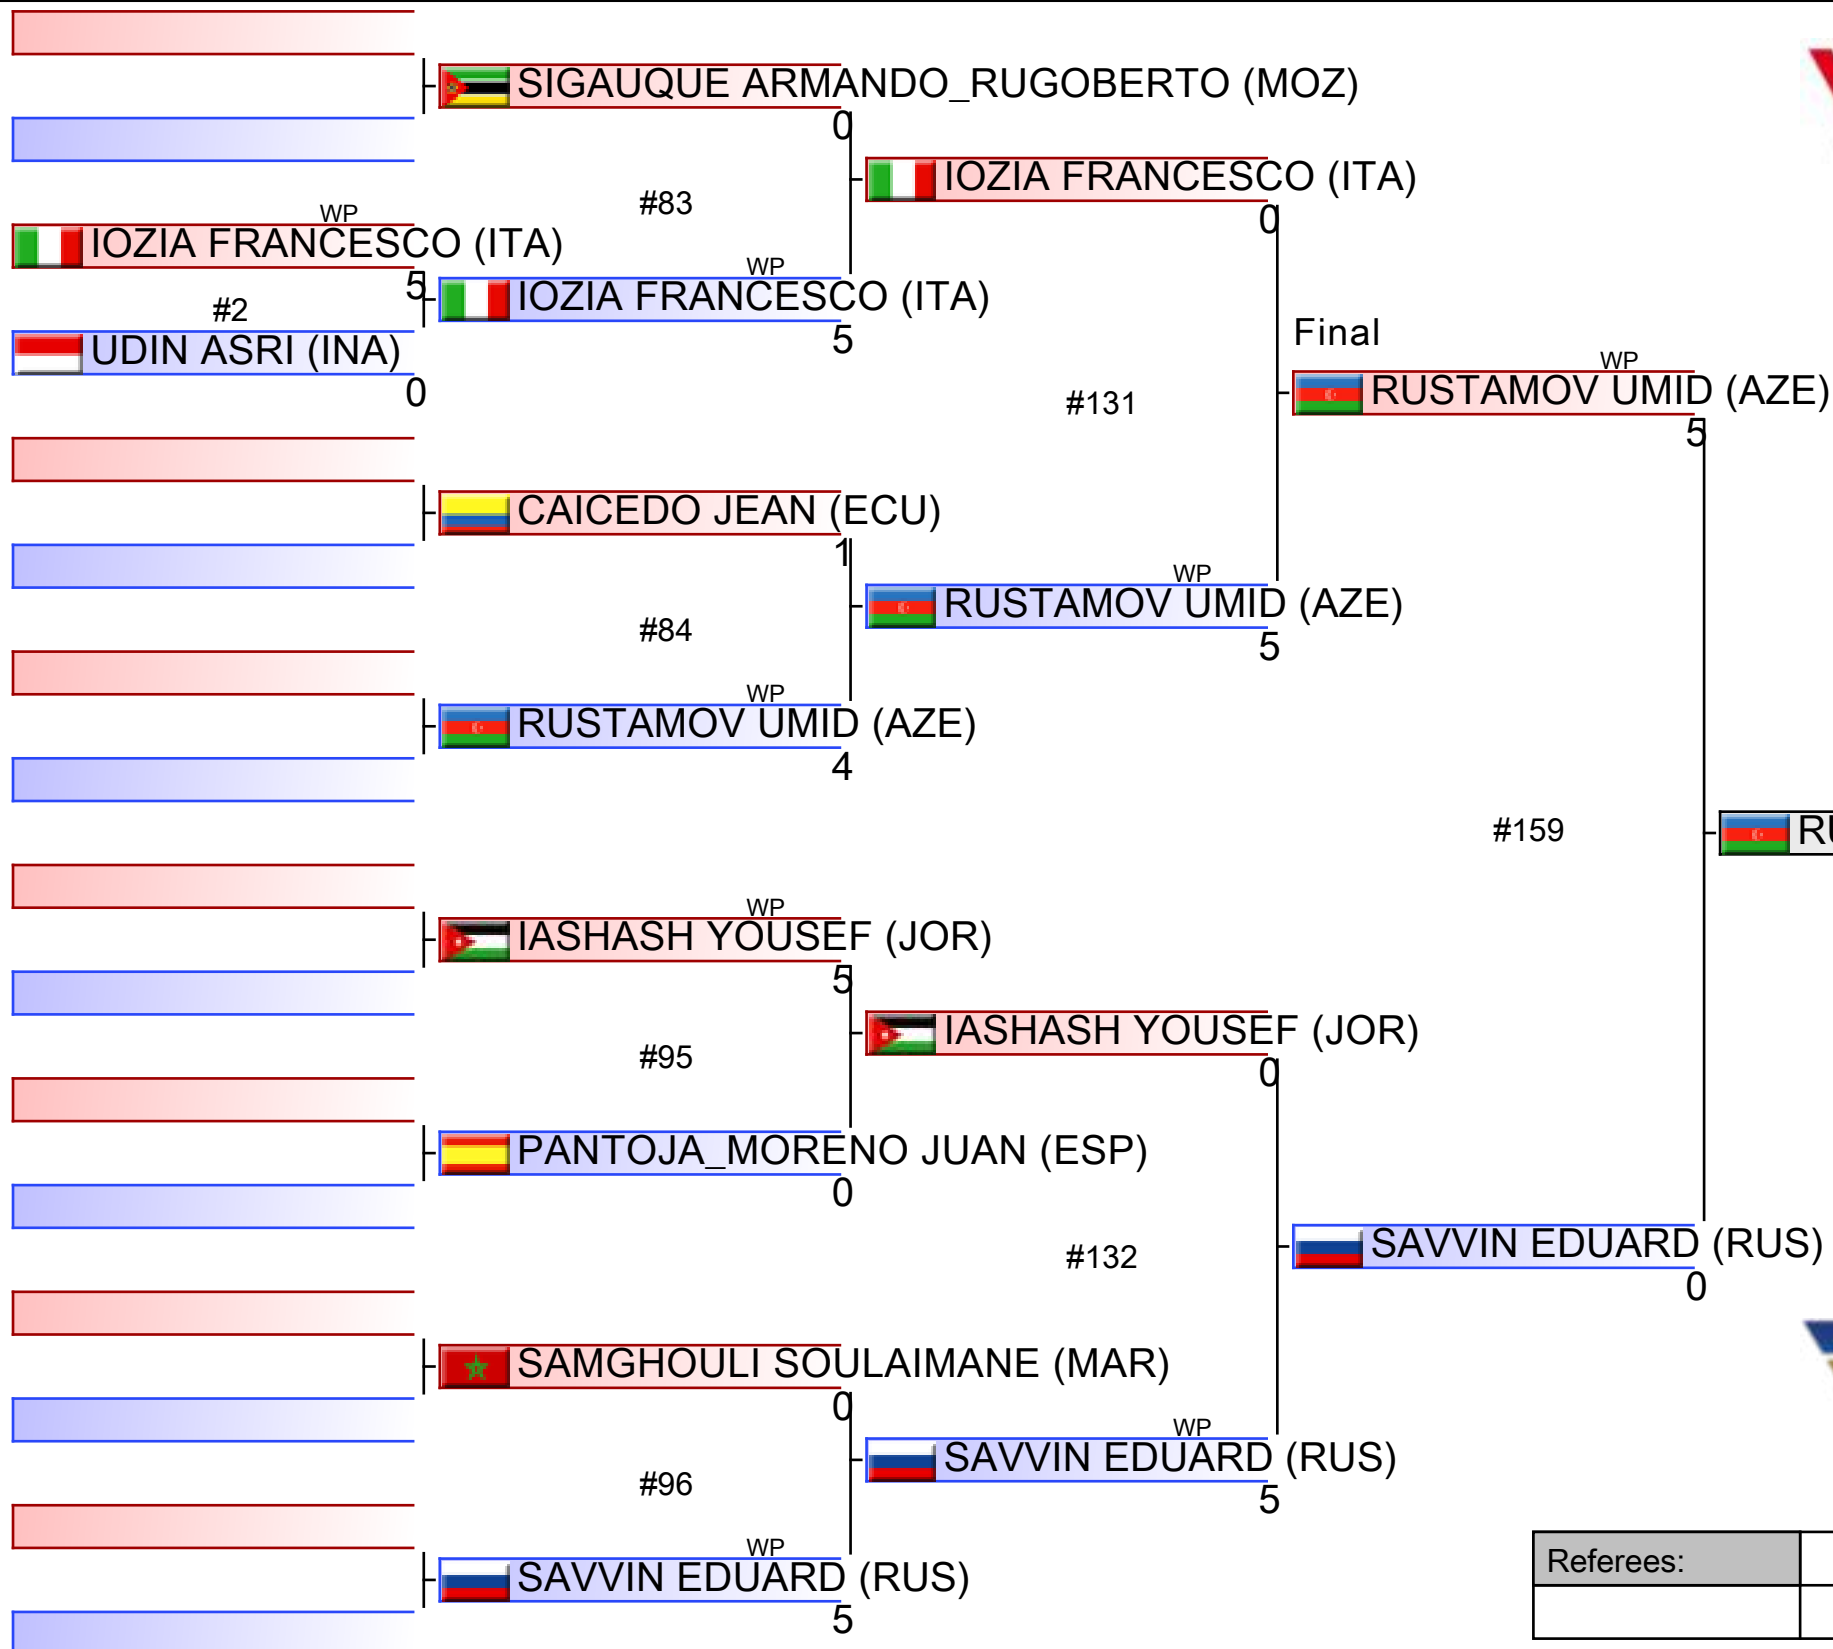 SIGAUQUE ARMANDO_RUGOBERTO (MOZ)
0
IOZIA FRANCESCO (ITA)
0
#83
WP
IOZIA FRANCESCO (ITA)
5
#2
UDIN ASRI (INA)
0
WP
IOZIA FRANCESCO (ITA)
5
Final
WP
RUSTAMOV UMID (AZE)
5
#131
CAICEDO JEAN (ECU)
1
WP
RUSTAMOV UMID (AZE)
5
#84
WP
RUSTAMOV UMID (AZE)
4
#159
RU
WP
IASHASH YOUSEF (JOR)
5
IASHASH YOUSEF (JOR)
0
#95
PANTOJA_MORENO JUAN (ESP)
0
#132
SAVVIN EDUARD (RUS)
0
SAMGHOULI SOULAIMANE (MAR)
0
WP
SAVVIN EDUARD (RUS)
5
#96
WP
SAVVIN EDUARD (RUS)
5
Referees: